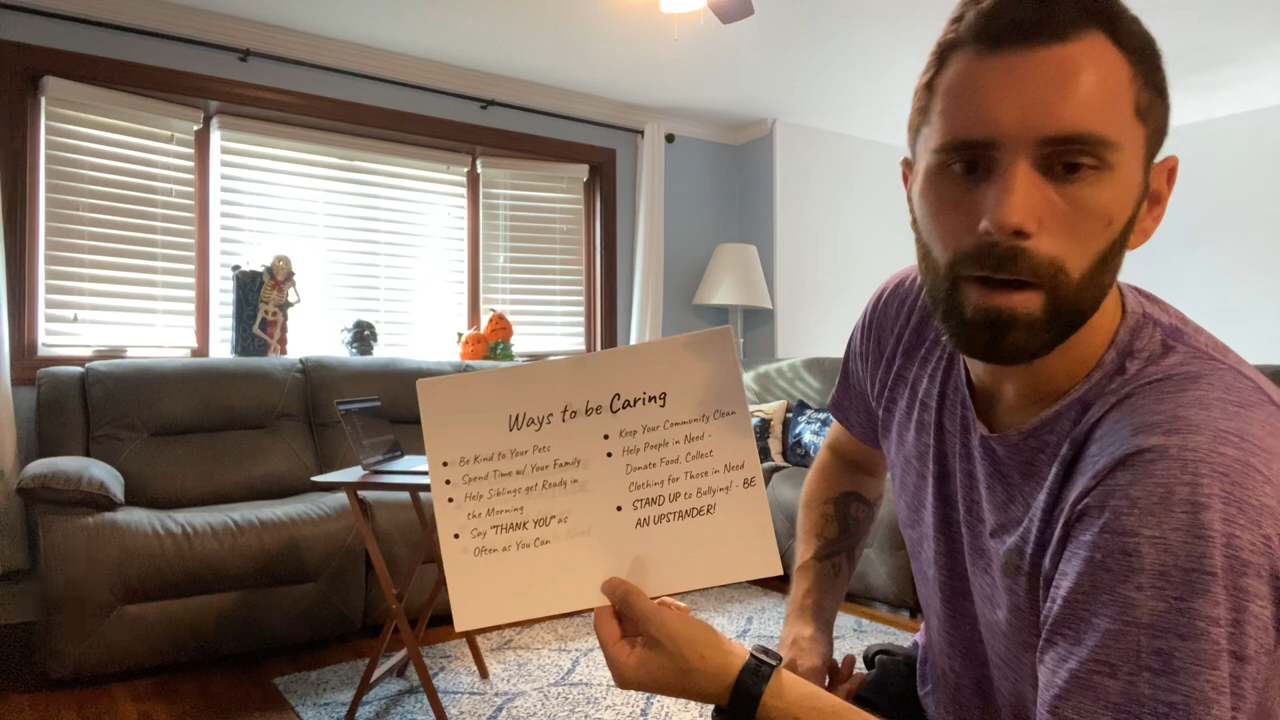 Ways to be Caring
Be Kind to Your Pets
Spend Time w/ Your Family
Help Siblings get Ready in
the Morning
Say "THANK YOU" as
Often as You Can
Keep Your Community Clean
Help Poeple in Need -
Donate Food, Collect
Clothing for Those in Need
STAND UP to Bullying! - BE
AN UPSTANDER!